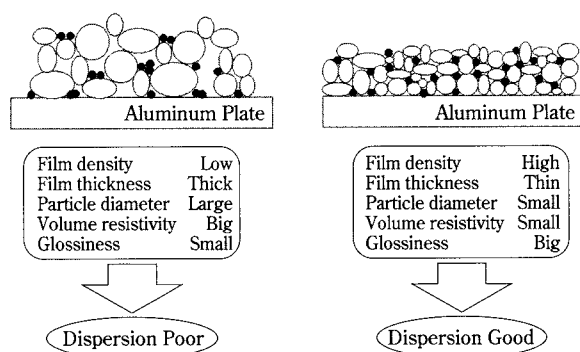 Aluminum Plate
Film density Low
Film thickness Thick
Particle diameter Large
Volume resistivity Big
Glossiness Small
Dispersion Poor
Aluminum Plate
Film density High
Film thickness Thin
Particle diameter Small
Volume resistivity Small
Glossiness Big
Dispersion Good